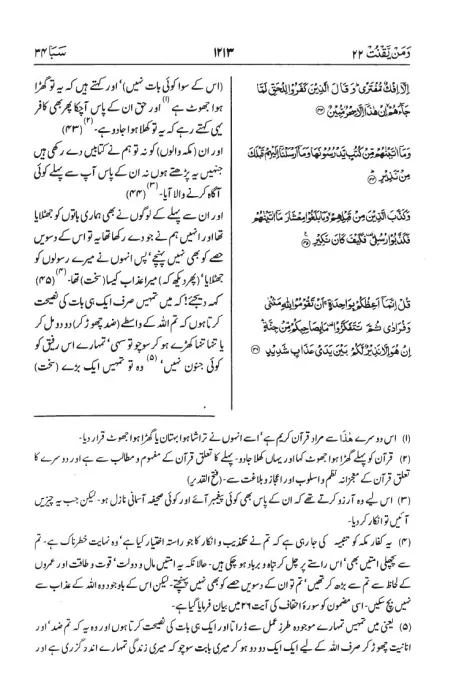 وَمَن يَّقْنُتْ ۲۲
۱۲۱۳
سَبَإٍ ۳۴
إِلَّآ إِفْكٌ مُّفْتَرًى ۚ وَقَالَ الَّذِينَ كَفَرُوا لِلْحَقِّ لَمَّا
جَآءَهُمْ إِنْ هَٰذَآ إِلَّا سِحْرٌ مُّبِينٌ ﴿۴۳﴾
وَمَآ آتَيْنَٰهُم مِّن كُتُبٍ يَدْرُسُونَهَا وَمَآ أَرْسَلْنَآ إِلَيْهِمْ قَبْلَكَ
مِن نَّذِيرٍ ﴿۴۴﴾
وَكَذَّبَ الَّذِينَ مِن قَبْلِهِمْ وَمَا بَلَغُوا مِعْشَارَ مَآ آتَيْنَٰهُمْ
فَكَذَّبُوا رُسُلِي ۖ فَكَيْفَ كَانَ نَكِيرِ ﴿۴۵﴾
قُلْ إِنَّمَآ أَعِظُكُم بِوَاحِدَةٍ ۖ أَن تَقُومُوا لِلَّهِ مَثْنَىٰ
وَفُرَادَىٰ ثُمَّ تَتَفَكَّرُوا ۚ مَا بِصَاحِبِكُم مِّن جِنَّةٍ ۚ
إِنْ هُوَ إِلَّا نَذِيرٌ لَّكُم بَيْنَ يَدَيْ عَذَابٍ شَدِيدٍ ﴿۴۶﴾
(اس کے سوا کوئی بات نہیں)‘ اور کہتے ہیں کہ یہ تو گھڑا
ہوا جھوٹ ہے (۱) اور حق ان کے پاس آچکا پھر بھی کافر
یہی کہتے رہے کہ یہ تو کھلا ہوا جادو ہے۔ (۲) (۴۳)
اور ان (مکہ والوں) کو نہ تو ہم نے کتابیں دے رکھی ہیں
جنہیں یہ پڑھتے ہوں نہ ان کے پاس آپ سے پہلے کوئی
آگاہ کرنے والا آیا۔ (۳) (۴۴)
اور ان سے پہلے کے لوگوں نے بھی ہماری باتوں کو جھٹلایا
تھا اور انہیں ہم نے جو دے رکھا تھا یہ تو اس کے دسویں
حصے کو بھی نہیں پہنچے‘ پس انہوں نے میرے رسولوں کو
جھٹلایا‘ (پھر دیکھ کہ) میرا عذاب کیسا (سخت) تھا۔ (۴) (۴۵)
کہہ دیجئے! کہ میں تمہیں صرف ایک ہی بات کی نصیحت
کرتا ہوں کہ تم اللہ کے واسطے (ضد چھوڑ کر) دو دو مل کر
یا تنہا تنہا کھڑے ہو کر سوچو تو سہی‘ تمہارے اس رفیق کو
کوئی جنون نہیں‘ (۵) وہ تو تمہیں ایک بڑے (سخت)
(۱) اس دوسرے هٰذَا سے مراد قرآن کریم ہے‘ اسے انہوں نے تراشا ہوا بہتان یا گھڑا ہوا جھوٹ قرار دیا۔
(۲) قرآن کو پہلے گھڑا ہوا جھوٹ کہا اور یہاں کھلا جادو۔ پہلے کا تعلق قرآن کے مفہوم و مطالب سے ہے اور دوسرے کا
تعلق قرآن کے معجزانہ نظم و اسلوب اور اعجاز و بلاغت سے۔ (فتح القدیر)
(۳) اس لیے وہ آرزو کرتے تھے کہ ان کے پاس بھی کوئی پیغمبر آئے اور کوئی صحیفہ آسمانی نازل ہو۔ لیکن جب یہ چیزیں
آئیں تو انکار کر دیا۔
(۴) یہ کفار مکہ کو تنبیہ کی جا رہی ہے کہ تم نے تکذیب و انکار کا جو راستہ اختیار کیا ہے‘ وہ نہایت خطرناک ہے۔ تم
سے پچھلی امتیں بھی‘ اس راستے پر چل کر تباہ و برباد ہو چکی ہیں۔ حالانکہ یہ امتیں مال و دولت‘ قوت و طاقت اور عمروں
کے لحاظ سے تم سے بڑھ کر تھیں‘ تم تو ان کے دسویں حصے کو بھی نہیں پہنچتے۔ لیکن اس کے باوجود وہ اللہ کے عذاب سے
نہیں بچ سکیں۔ اسی مضمون کو سورۂ احقاف کی آیت ۲۶ میں بیان فرمایا گیا ہے۔
(۵) یعنی میں تمہیں تمہارے موجودہ طرز عمل سے ڈراتا اور ایک ہی بات کی نصیحت کرتا ہوں اور وہ یہ کہ تم ضد‘ اور
انانیت چھوڑ کر صرف اللہ کے لیے ایک ایک دو دو ہو کر میری بابت سوچو کہ میری زندگی تمہارے اندر گزری ہے اور